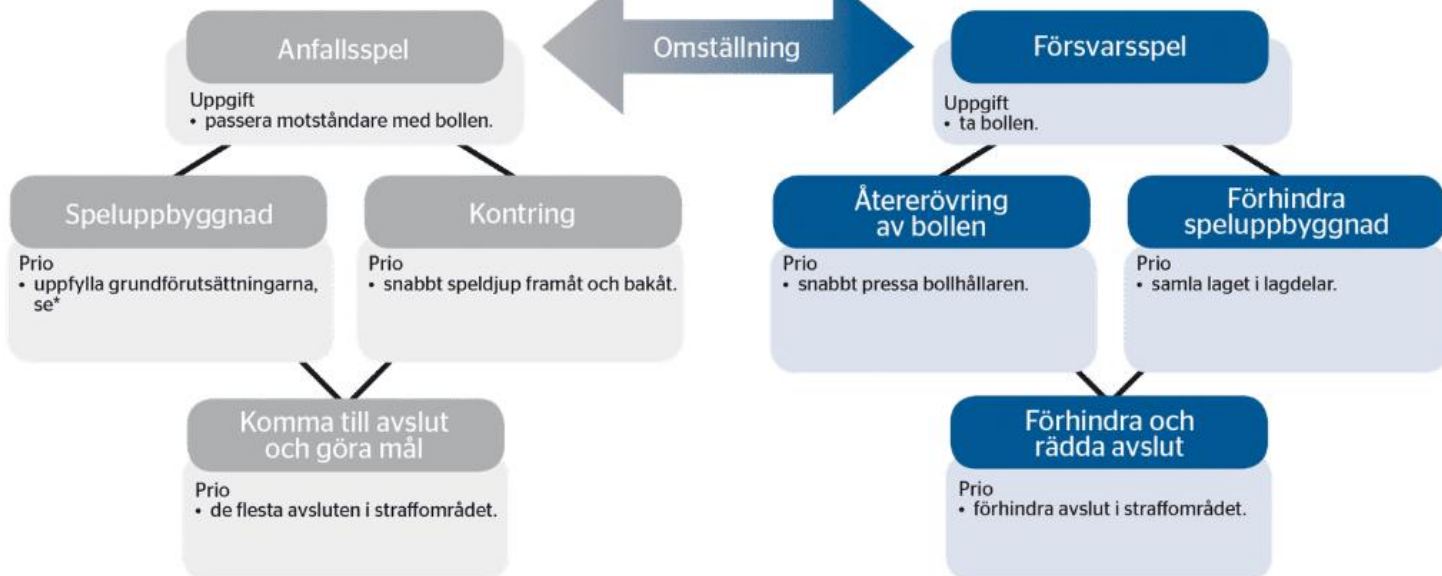 Anfallsspel
Omställning
Försvarsspel
Uppgift
• passera motståndare med bollen.
Uppgift
• ta bollen.
Speluppbyggnad
Kontring
Återerövring
av bollen
Förhindra
speluppbyggnad
Prio
• uppfylla grundförutsättningarna,
se*
Prio
• snabbt speldjup framåt och bakåt.
Prio
• snabbt pressa bollhållaren.
Prio
• samla laget i lagdelar.
Komma till avslut
och göra mål
Förhindra och
rädda avslut
Prio
• de flesta avsluten i straffområdet.
Prio
• förhindra avslut i straffområdet.